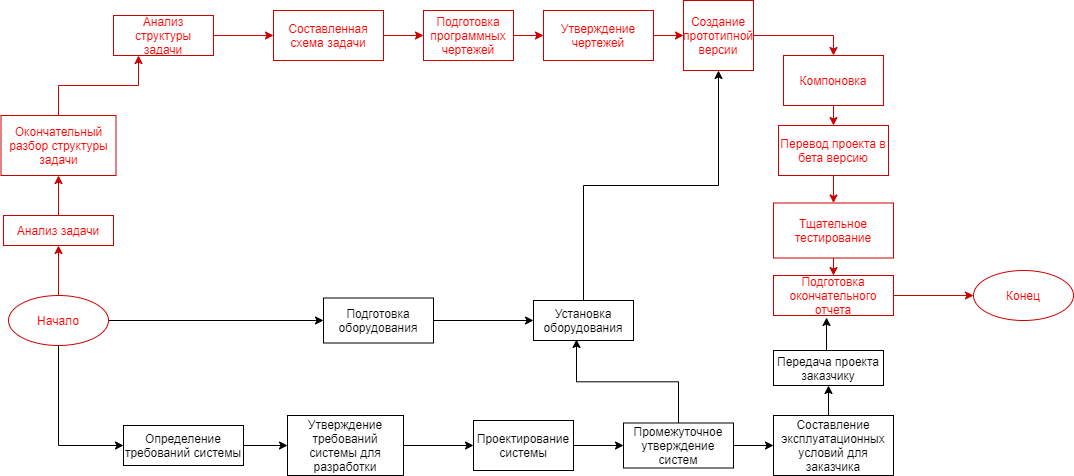 Анализ
структуры
задачи
Составленная
схема задачи
Подготовка
программных
чертежей
Утверждение
чертежей
Создание
прототипной
версии
Компоновка
Окончательный
разбор структуры
задачи
Перевод проекта в
бета версию
Анализ задачи
Тщательное
тестирование
Начало
Подготовка
оборудования
Установка
оборудования
Подготовка
окончательного
отчета
Конец
Передача проекта
заказчику
Определение
требований системы
Утверждение
требований
системы для
разработки
Проектирование
системы
Промежуточное
утверждение
систем
Составление
эксплуатационных
условий для
заказчика